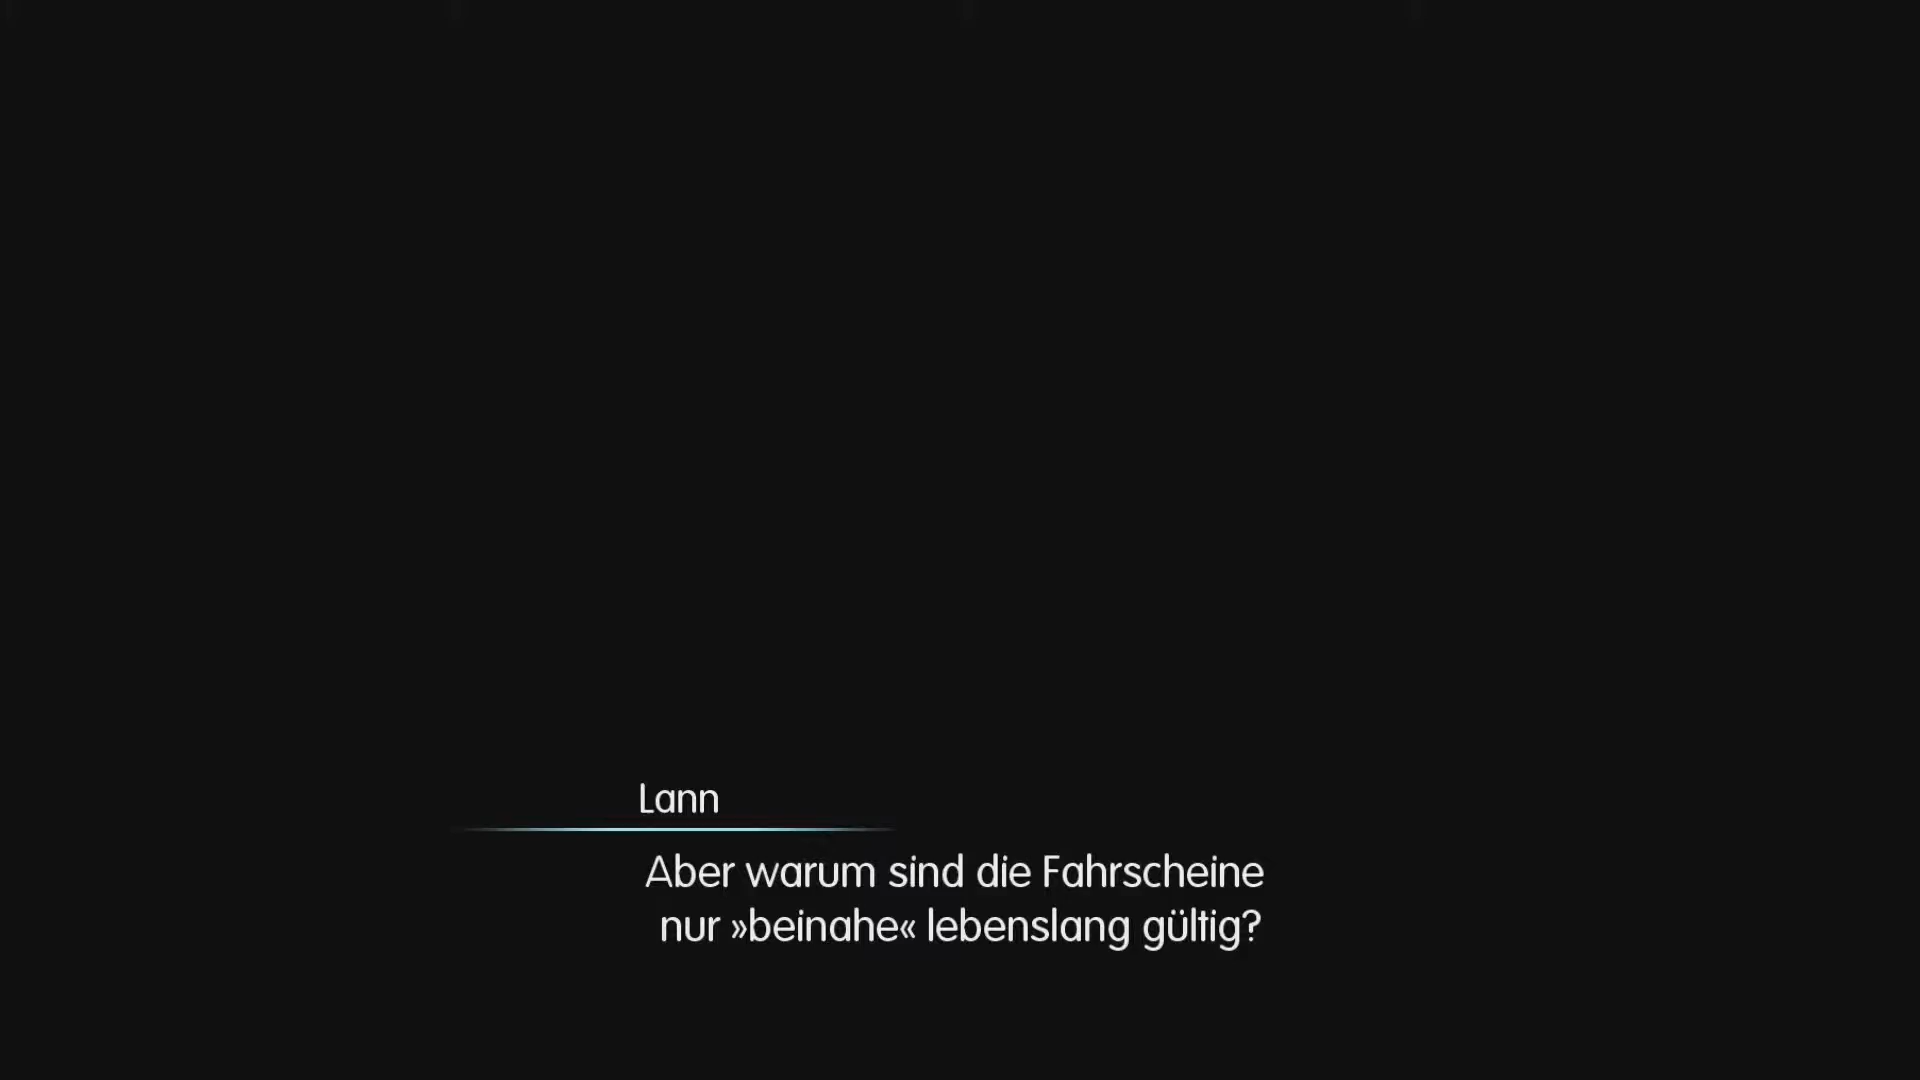 Lann
Aber warum sind die Fahrscheine
nur »beinahe« lebenslang gültig?